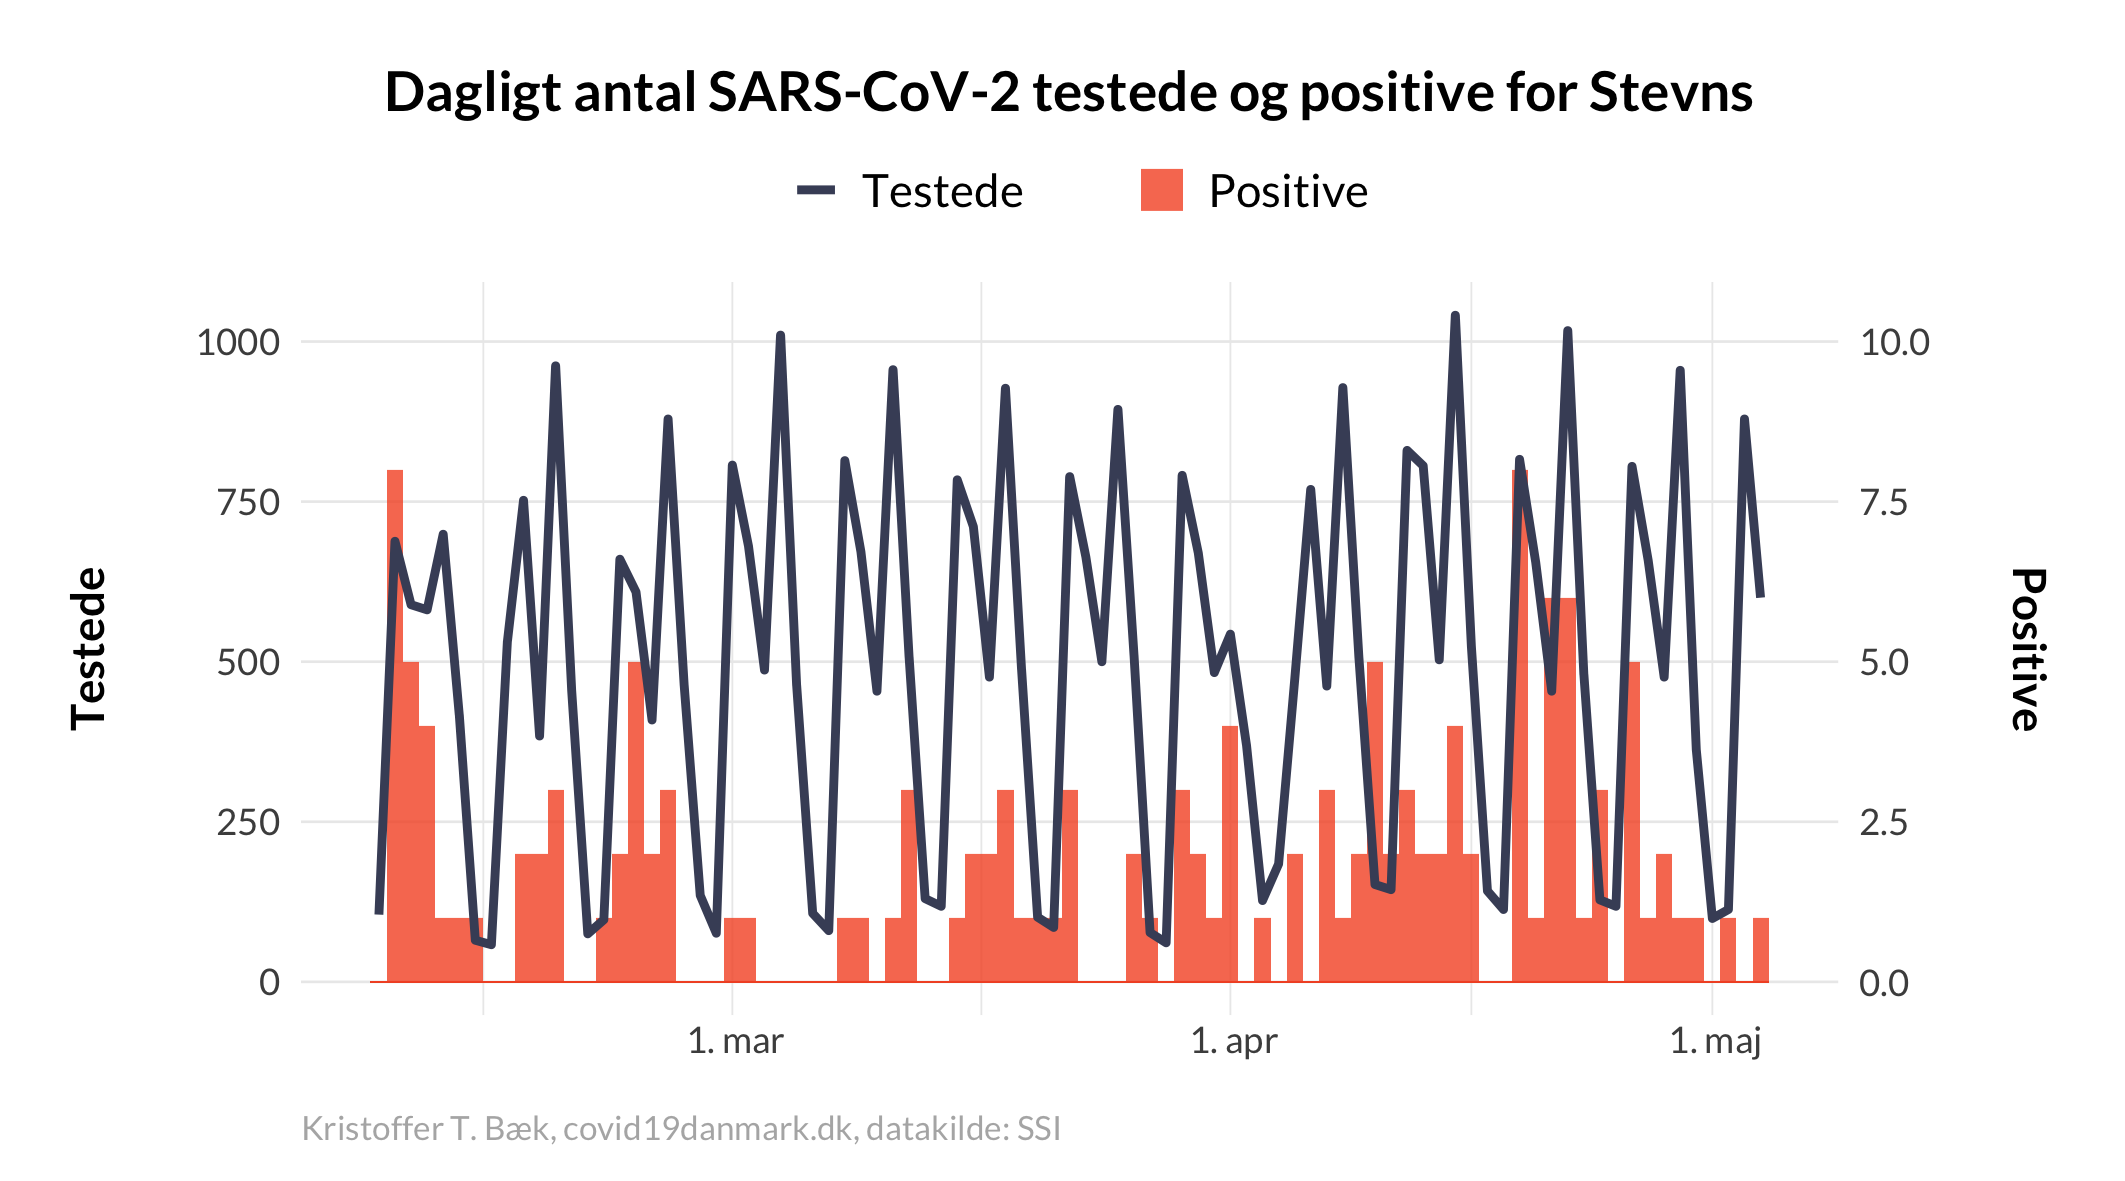 Dagligt antal SARS-CoV-2 testede og positive for Stevns
Testede
Positive
1000
750
500
250
0
10.0
7.5
5.0
2.5
0.0
Testede
Positive
1. mar
1. apr
1. maj
Kristoffer T. Bæk, covid19danmark.dk, datakilde: SSI